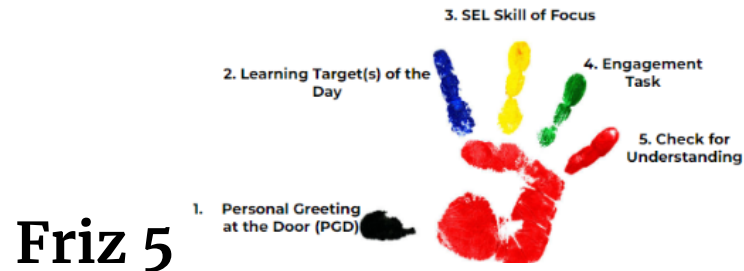 3. SEL Skill of Focus
2. Learning Target(s) of the
Day
4. Engagement
Task
5. Check for
Understanding
1. Personal Greeting
at the Door (PGD)
Friz 5